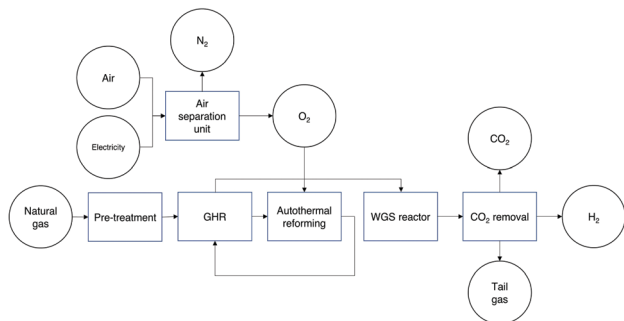 N₂
Air
Air
separation
unit
O₂
Electricity
CO₂
Natural
gas
Pre-treatment
GHR
Autothermal
reforming
WGS reactor
CO₂ removal
H₂
Tail
gas